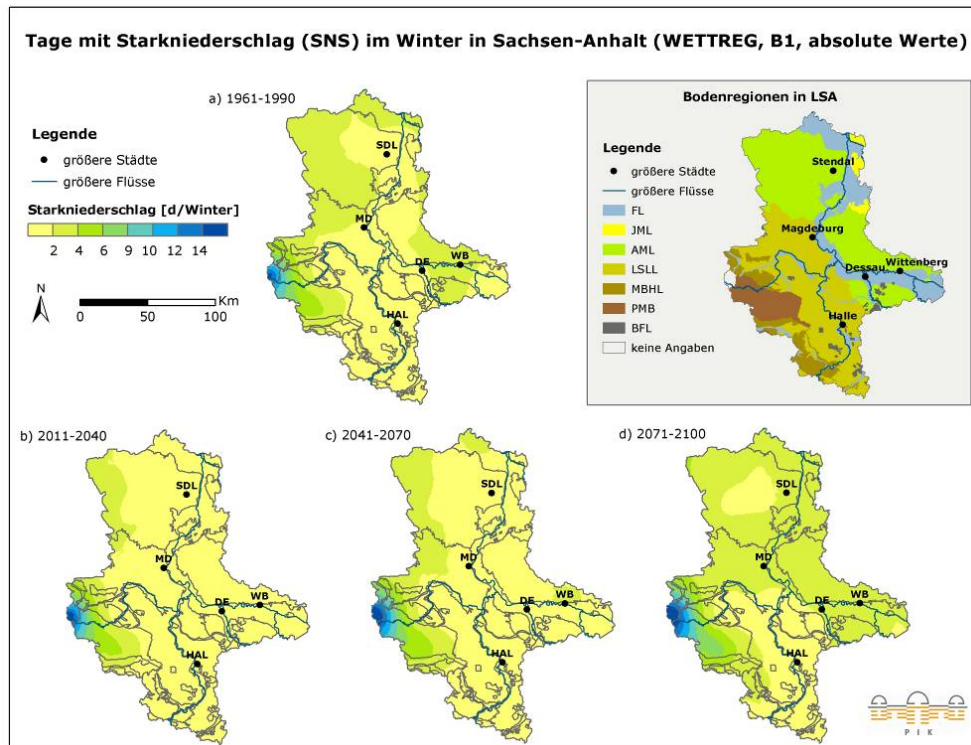 Tage mit Starkniederschlag (SNS) im Winter in Sachsen-Anhalt (WETTREG, B1, absolute Werte)
a) 1961-1990
Legende
größere Städte
größere Flüsse
Starkniederschlag [d/Winter]
2 4 6 8 10 12 14
N
Km
0 50 100
SDL
MD
DE
WB
HAL
Bodenregionen in LSA
Legende
größere Städte
größere Flüsse
FL
JML
AML
LSLL
MBHL
PMB
BFL
keine Angaben
Stendal
Magdeburg
Dessau
Wittenberg
Halle
b) 2011-2040
SDL
MD
DE
WB
HAL
c) 2041-2070
SDL
MD
DE
WB
HAL
d) 2071-2100
SDL
MD
DE
WB
HAL
P I K